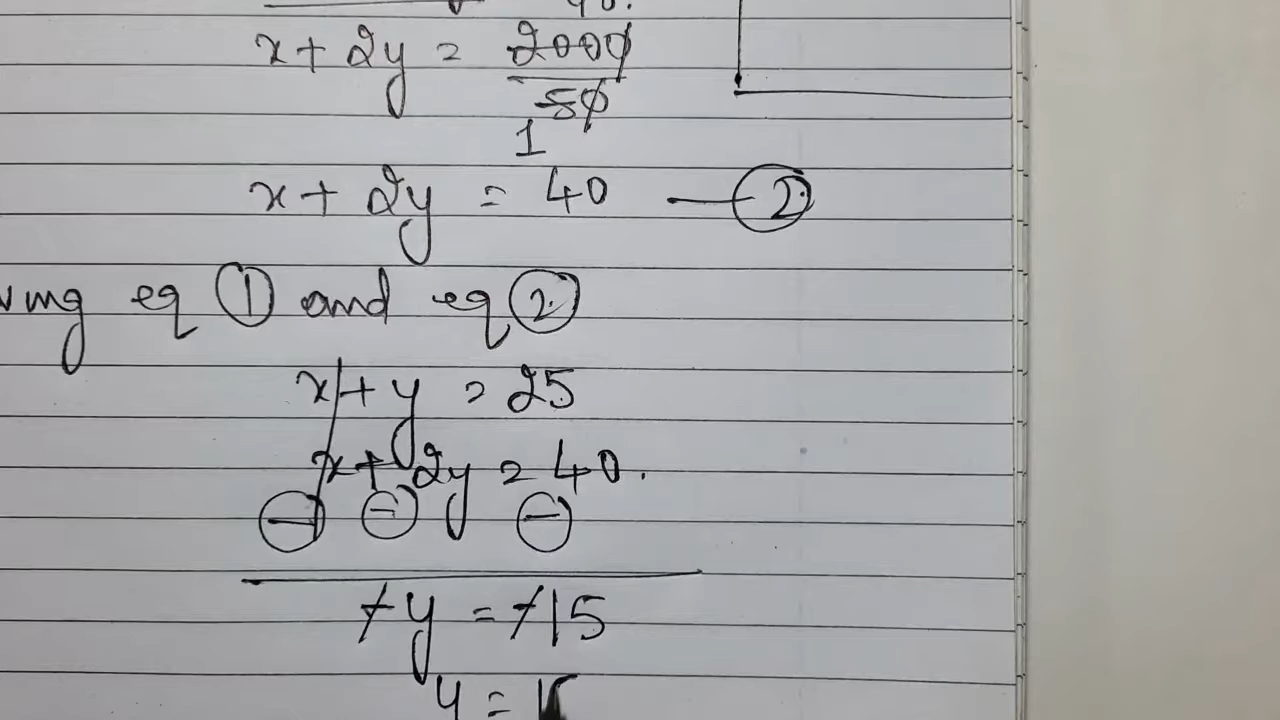 x + 2y = 2000
50
1
x + 2y = 40 — ②
ving eq ① and eq ②
x + y = 25
x + 2y = 40.
− − −
-y = -15
y = 15